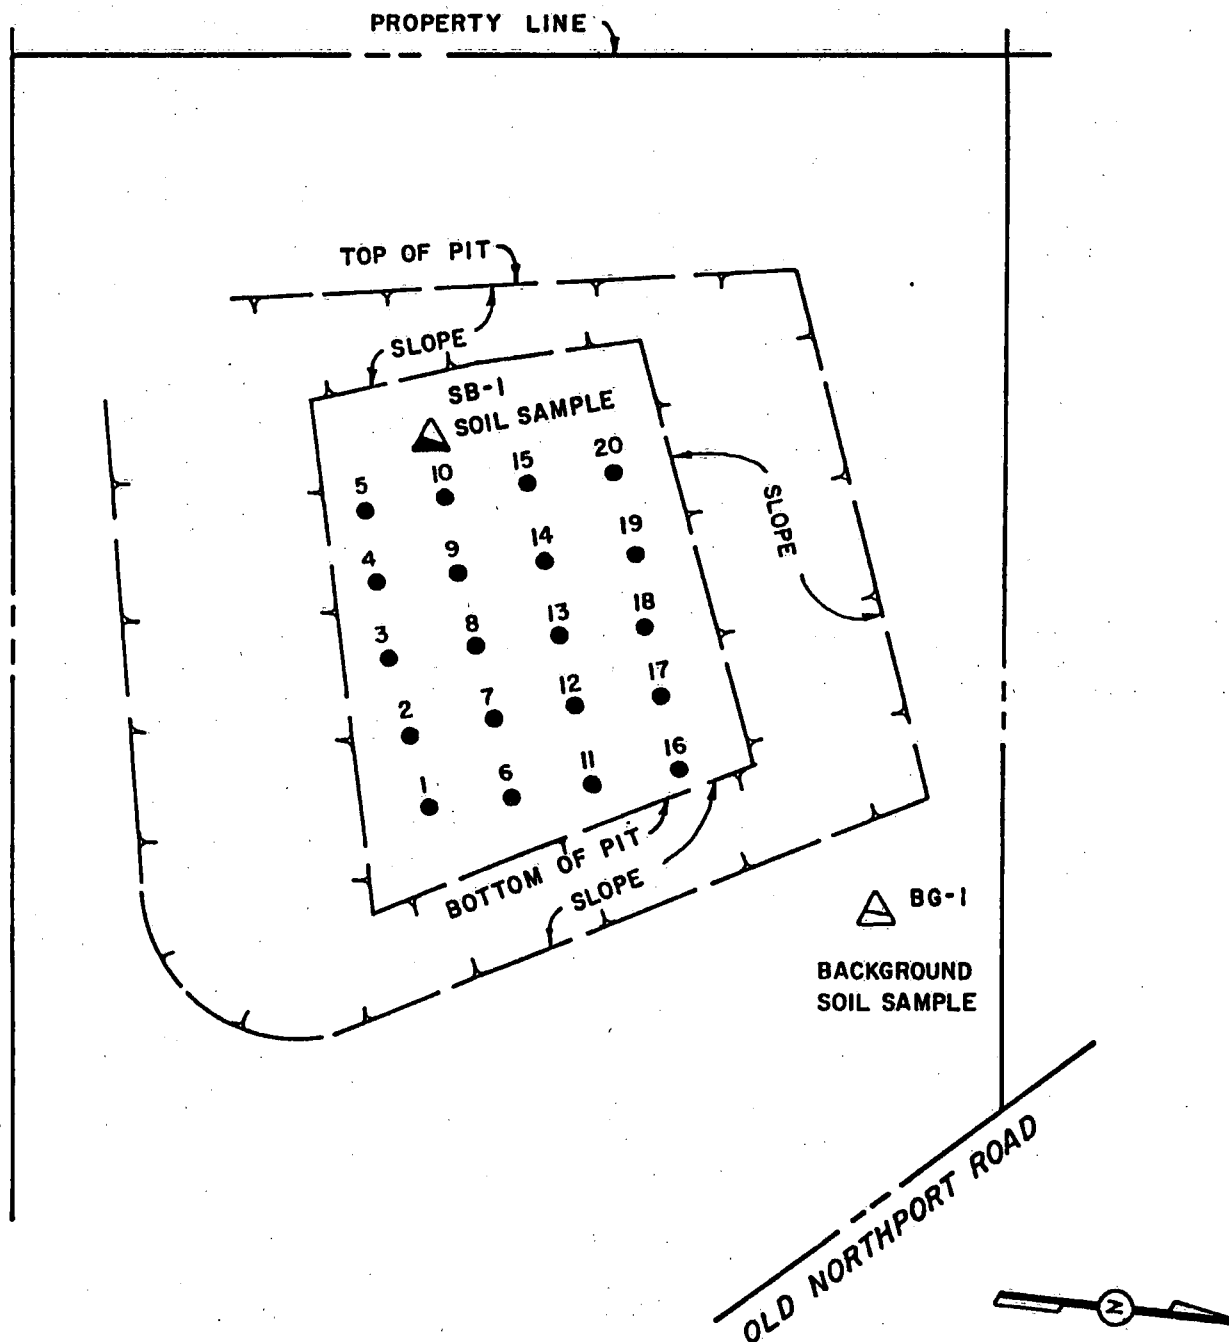 PROPERTY LINE
TOP OF PIT
SLOPE
SB-1
SOIL SAMPLE
5
10
15
20
4
9
14
19
3
8
13
18
SLOPE
2
7
12
17
1
6
11
16
BOTTOM OF PIT
SLOPE
BG-1
BACKGROUND
SOIL SAMPLE
OLD NORTHPORT ROAD
N